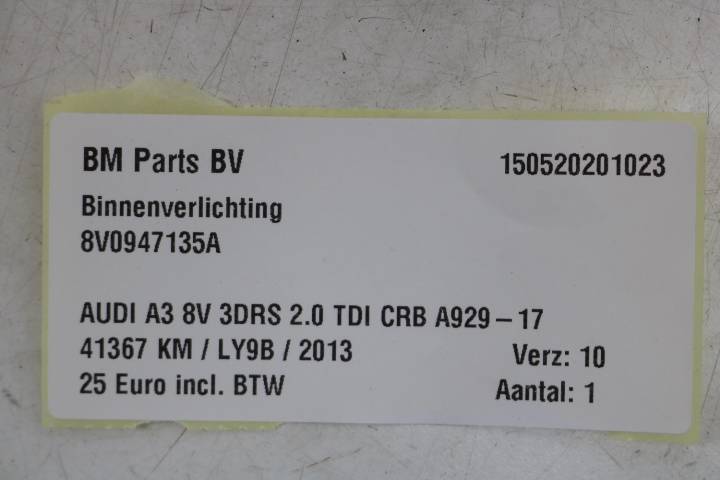 BM Parts BV 150520201023
Binnenverlichting
8V0947135A
AUDI A3 8V 3DRS 2.0 TDI CRB A929-17
41367 KM / LY9B / 2013 Verz: 10
25 Euro incl. BTW Aantal: 1